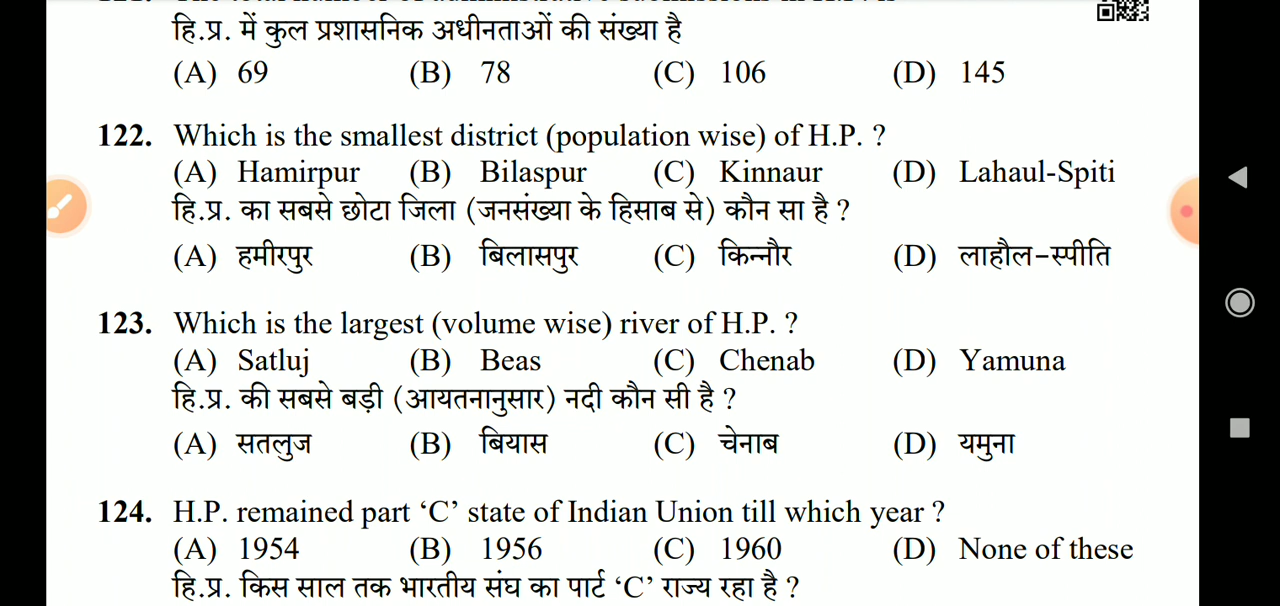 हि.प्र. में कुल प्रशासनिक अधीनताओं की संख्या है
(A) 69 (B) 78 (C) 106 (D) 145
122. Which is the smallest district (population wise) of H.P. ?
(A) Hamirpur (B) Bilaspur (C) Kinnaur (D) Lahaul-Spiti
हि.प्र. का सबसे छोटा जिला (जनसंख्या के हिसाब से) कौन सा है ?
(A) हमीरपुर (B) बिलासपुर (C) किन्नौर (D) लाहौल-स्पीति
123. Which is the largest (volume wise) river of H.P. ?
(A) Satluj (B) Beas (C) Chenab (D) Yamuna
हि.प्र. की सबसे बड़ी (आयतनानुसार) नदी कौन सी है ?
(A) सतलुज (B) बियास (C) चेनाब (D) यमुना
124. H.P. remained part ‘C’ state of Indian Union till which year ?
(A) 1954 (B) 1956 (C) 1960 (D) None of these
हि.प्र. किस साल तक भारतीय संघ का पार्ट ‘C’ राज्य रहा है ?